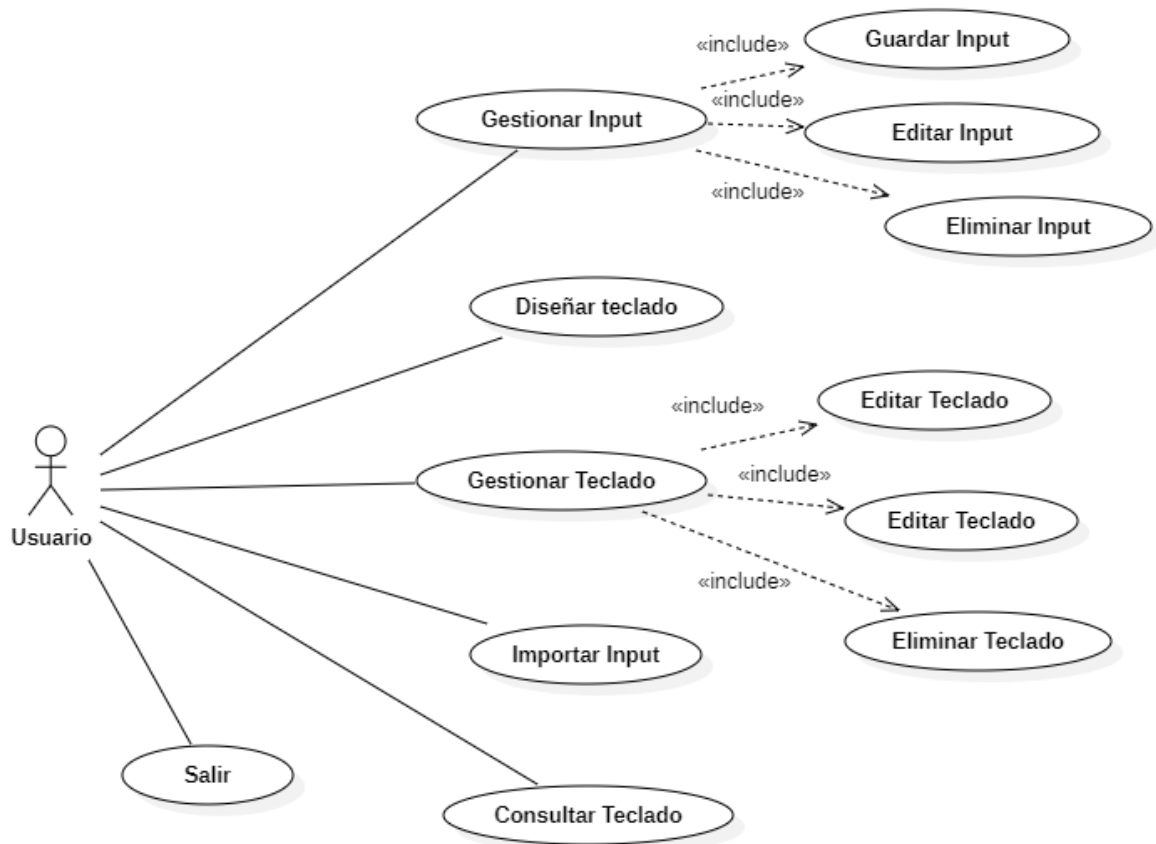 «include»
Guardar Input
«include»
Gestionar Input
Editar Input
«include»
Eliminar Input
Diseñar teclado
«include»
Editar Teclado
Gestionar Teclado
«include»
Editar Teclado
Usuario
«include»
Eliminar Teclado
Importar Input
Salir
Consultar Teclado